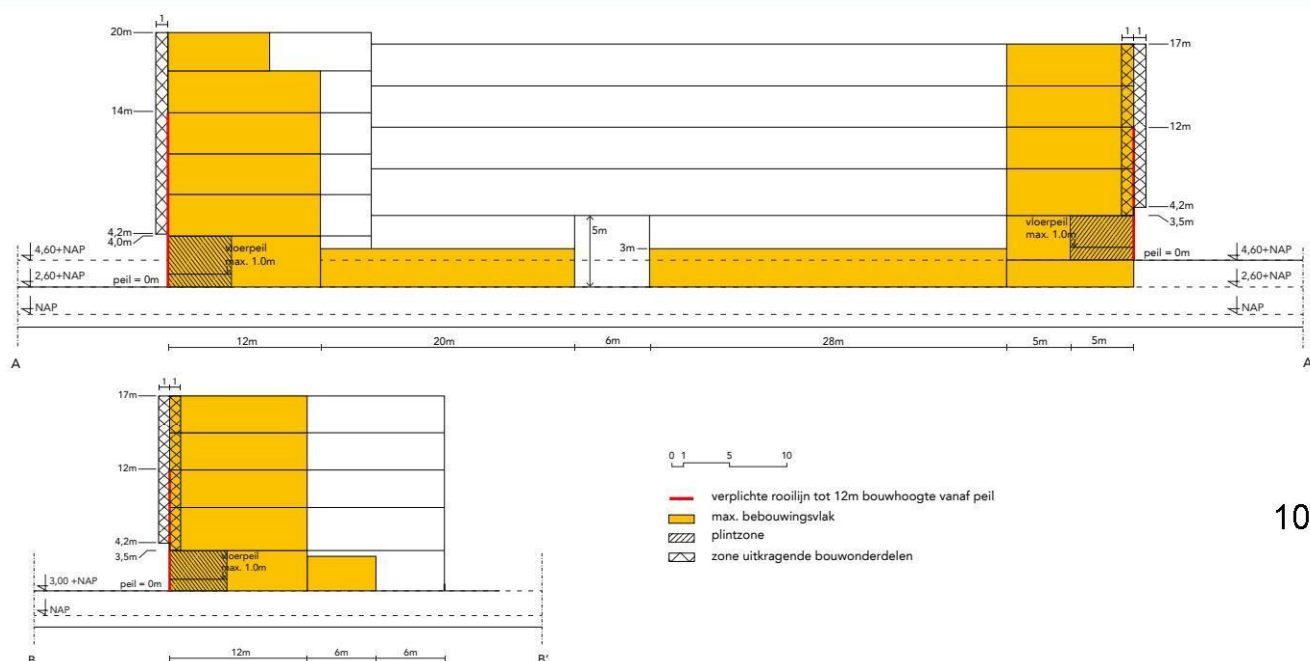 1
20m
14m
4,2m
4,0m
4,60+NAP
2,60+NAP
NAP
peil = 0m
vloerpeil
max. 1.0m
5m
3m
1 1
17m
12m
4,2m
3,5m
vloerpeil
max. 1.0m
peil = 0m
4,60+NAP
2,60+NAP
NAP
12m 20m 6m 28m 5m 5m
A A
1 1
17m
12m
4,2m
3,5m
vloerpeil
max. 1.0m
3,00 +NAP
peil = 0m
NAP
12m 6m 6m
B B'
0 1 5 10
verplichte rooilijn tot 12m bouwhoogte vanaf peil
max. bebouwingsvlak
plintzone
zone uitkragende bouwonderdelen
10